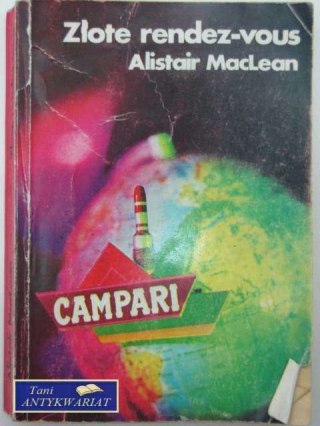 Zlote rendez-vous
Alistair MacLean
CAMPARI
Tani
ANTYKWARIAT